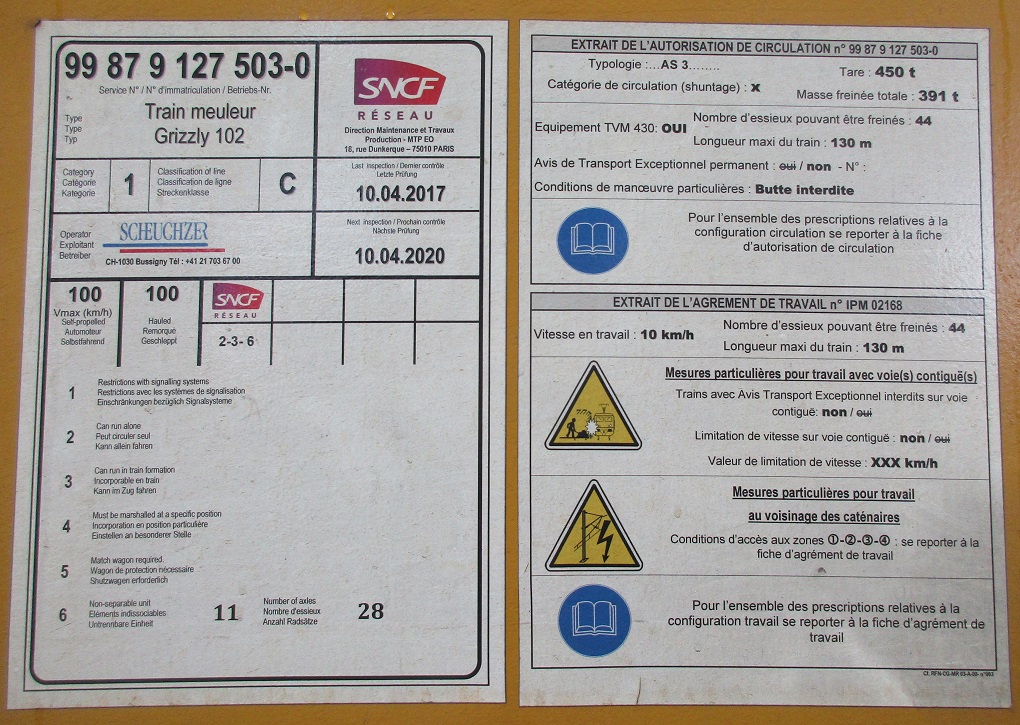 99 87 9 127 503-0
Service N° / N° d'immatriculation / Betriebs-Nr.
Type
Type
Typ
Train meuleur
Grizzly 102
SNCF
RÉSEAU
Direction Maintenance et Travaux
Production - MTP EO
18, rue Dunkerque – 75010 PARIS
Category
Catégorie
Kategorie
1
Classification of line
Classification de ligne
Streckenklasse
C
Last Inspection / Dernier contrôle
Letzte Prüfung
10.04.2017
Operator
Exploitant
Betreiber
SCHEUCHZER
CH-1030 Bussigny Tél : +41 21 703 67 00
Next Inspection / Prochain contrôle
Nächste Prüfung
10.04.2020
100
Vmax (km/h)
Self-propelled
Automoteur
Selbstfahrend
100
Hauled
Remorqué
Geschleppt
SNCF
RÉSEAU
2-3- 6
1
Restrictions with signalling systems
Restrictions avec les systèmes de signalisation
Einschränkungen bezüglich Signalsysteme
2
Can run alone
Peut circuler seul
Kann allein fahren
3
Can run in train formation
Incorporable en train
Kann im Zug fahren
4
Must be marshalled at a specific position
Incorporation en position particulière
Einstellen an besonderer Stelle
5
Match wagon required
Wagon de protection nécessaire
Shutzwagen erforderlich
6
Non-separable unit
Eléments indissociables
Untrennbare Einheit
11
Number of axles
Nombre d'essieux
Anzahl Radsätze
28
EXTRAIT DE L'AUTORISATION DE CIRCULATION n° 99 87 9 127 503-0
Typologie :...AS 3........
Tare : 450 t
Catégorie de circulation (shuntage) : X
Masse freinée totale : 391 t
Equipement TVM 430: OUI
Nombre d'essieux pouvant être freinés : 44
Longueur maxi du train : 130 m
Avis de Transport Exceptionnel permanent : oui / non - N° :
Conditions de manœuvre particulières : Butte interdite
Pour l'ensemble des prescriptions relatives à la
configuration circulation se reporter à la fiche
d'autorisation de circulation
EXTRAIT DE L'AGREMENT DE TRAVAIL n° IPM 02168
Vitesse en travail : 10 km/h
Nombre d'essieux pouvant être freinés : 44
Longueur maxi du train : 130 m
Mesures particulières pour travail avec voie(s) contiguë(s)
Trains avec Avis Transport Exceptionnel interdits sur voie
contiguë: non / oui
Limitation de vitesse sur voie contiguë : non / oui
Valeur de limitation de vitesse : XXX km/h
Mesures particulières pour travail
au voisinage des caténaires
Conditions d'accès aux zones ①-②-③-④ : se reporter à la
fiche d'agrément de travail
Pour l'ensemble des prescriptions relatives à la
configuration travail se reporter à la fiche d'agrément de
travail
Cf. RFN-CG-MR 03-A-09- n°003